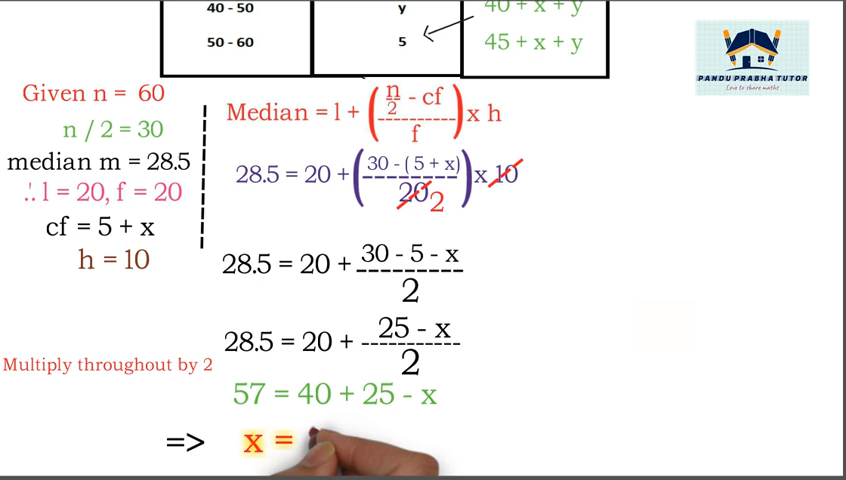 40 - 50 y 40 + x + y
50 - 60 5 45 + x + y
PANDU PRABHA TUTOR
Love to share maths
Given n = 60
n / 2 = 30
median m = 28.5
∴ l = 20, f = 20
cf = 5 + x
h = 10
Median = l + ( n/2 - cf / f ) x h
28.5 = 20 + ( 30 - ( 5 + x) / 20 2 ) x 10
28.5 = 20 + 30 - 5 - x / 2
28.5 = 20 + 25 - x / 2
Multiply throughout by 2
57 = 40 + 25 - x
=> x =